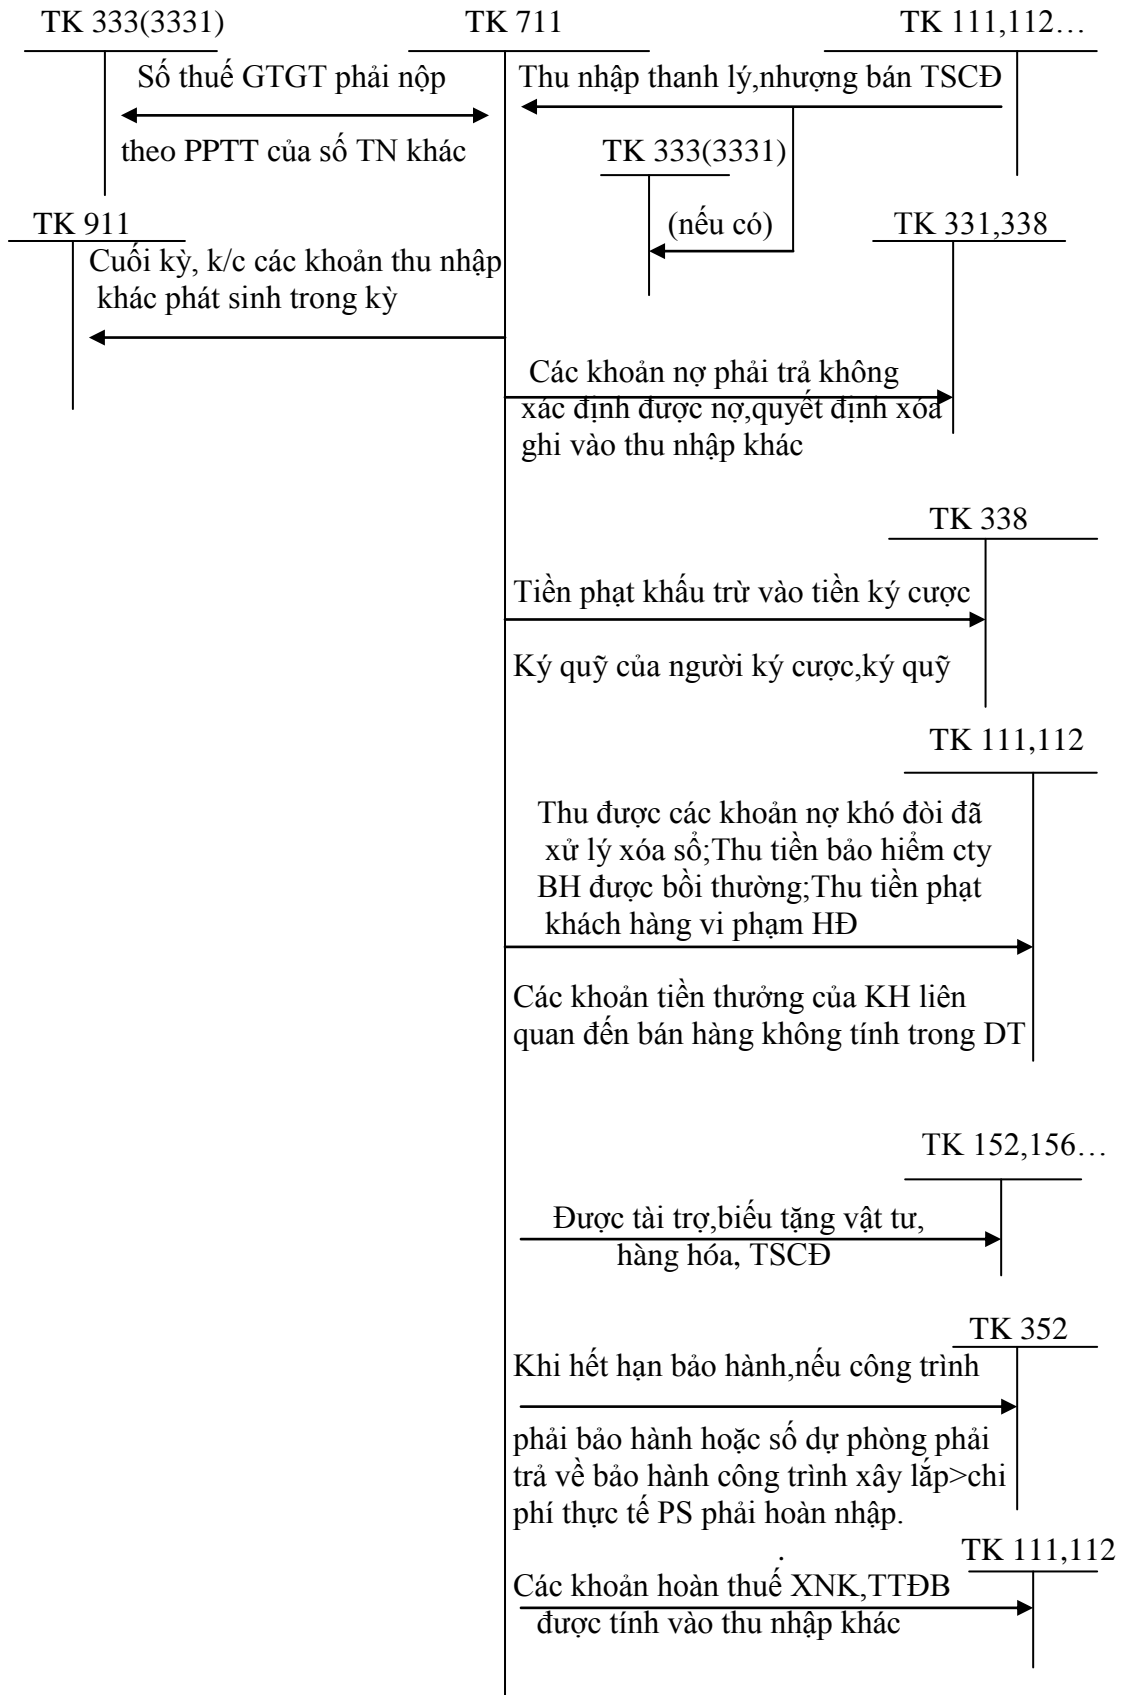 TK 333(3331) TK 711 TK 111,112…
Số thuế GTGT phải nộp
Thu nhập thanh lý,nhượng bán TSCĐ
theo PPTT của số TN khác
TK 333(3331)
(nếu có)
TK 911
TK 331,338
Cuối kỳ, k/c các khoản thu nhập
khác phát sinh trong kỳ
Các khoản nợ phải trả không
xác định được nợ,quyết định xóa
ghi vào thu nhập khác
TK 338
Tiền phạt khấu trừ vào tiền ký cược
Ký quỹ của người ký cược,ký quỹ
TK 111,112
Thu được các khoản nợ khó đòi đã
xử lý xóa sổ;Thu tiền bảo hiểm cty
BH được bồi thường;Thu tiền phạt
khách hàng vi phạm HĐ
Các khoản tiền thưởng của KH liên
quan đến bán hàng không tính trong DT
TK 152,156…
Được tài trợ,biếu tặng vật tư,
hàng hóa, TSCĐ
TK 352
Khi hết hạn bảo hành,nếu công trình
phải bảo hành hoặc số dự phòng phải
trả về bảo hành công trình xây lắp>chi
phí thực tế PS phải hoàn nhập.
.
TK 111,112
Các khoản hoàn thuế XNK,TTĐB
được tính vào thu nhập khác